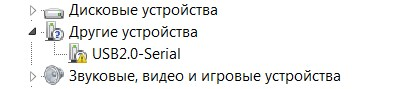 Дисковые устройства
Другие устройства
USB2.0-Serial
Звуковые, видео и игровые устройства